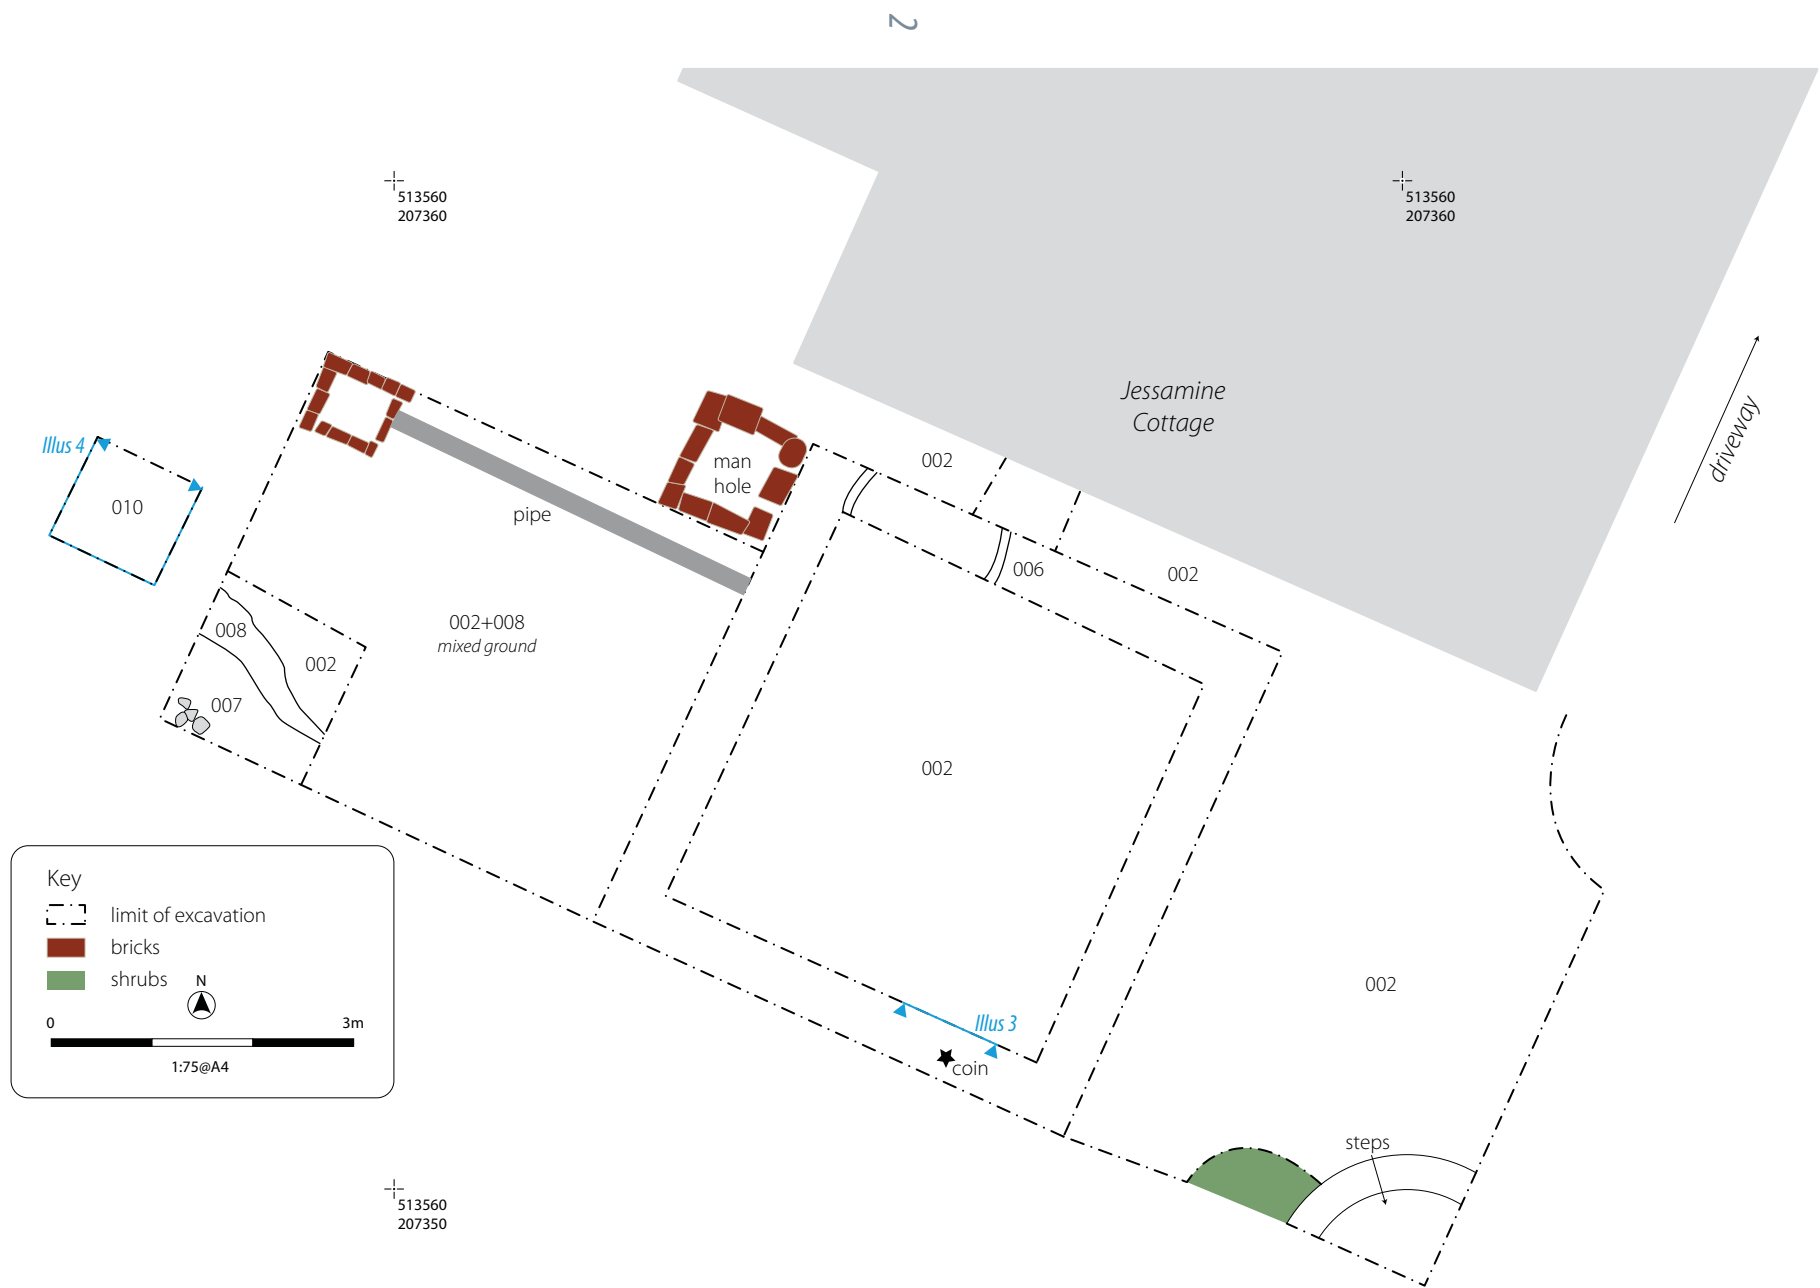 2
513560
207360
513560
207360
Jessamine
Cottage
driveway
Illus 4
010
man
hole
002
pipe
006
002
002+008
mixed ground
008
002
007
002
Key
limit of excavation
bricks
shrubs
N
0 3m
1:75@A4
002
Illus 3
coin
steps
513560
207350